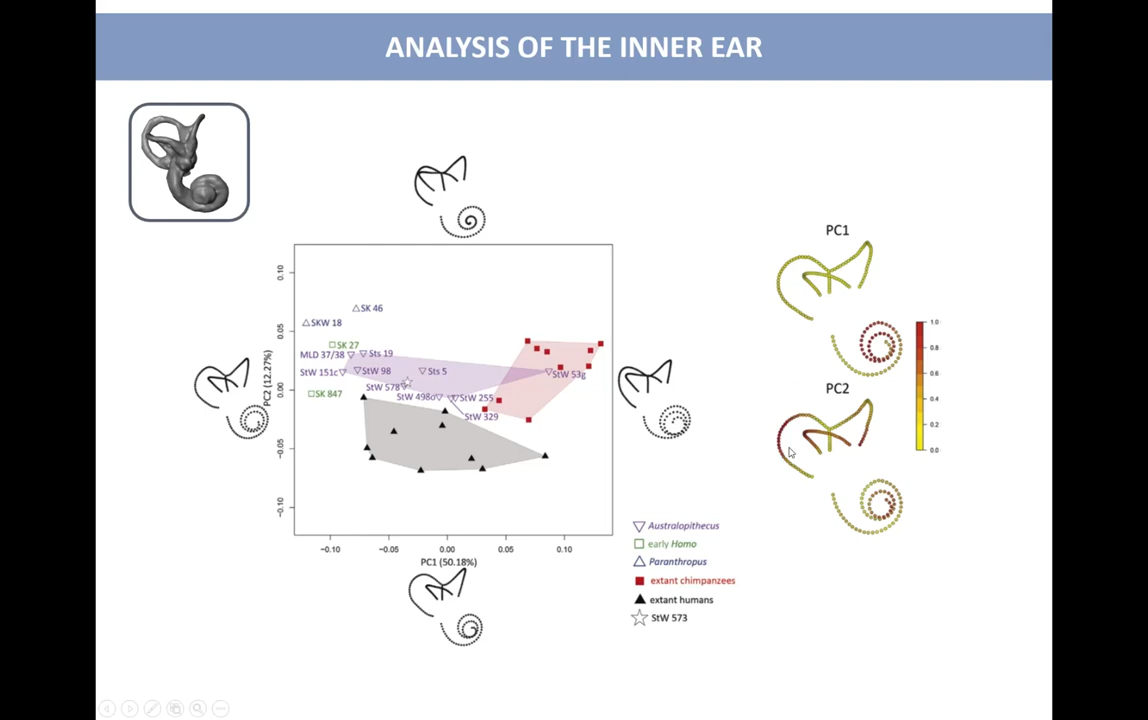 ANALYSIS OF THE INNER EAR
PC1
PC2
1.0
0.8
0.6
0.4
0.2
0.0
PC2 (12.27%)
0.10
0.05
0.00
−0.05
−0.10
SK 46
SKW 18
SK 27
MLD 37/38
Sts 19
StW 151c
StW 98
Sts 5
StW 53g
StW 578
SK 847
StW 498d
StW 255
StW 329
−0.10
−0.05
0.00
0.05
0.10
PC1 (50.18%)
Australopithecus
early Homo
Paranthropus
extant chimpanzees
extant humans
StW 573